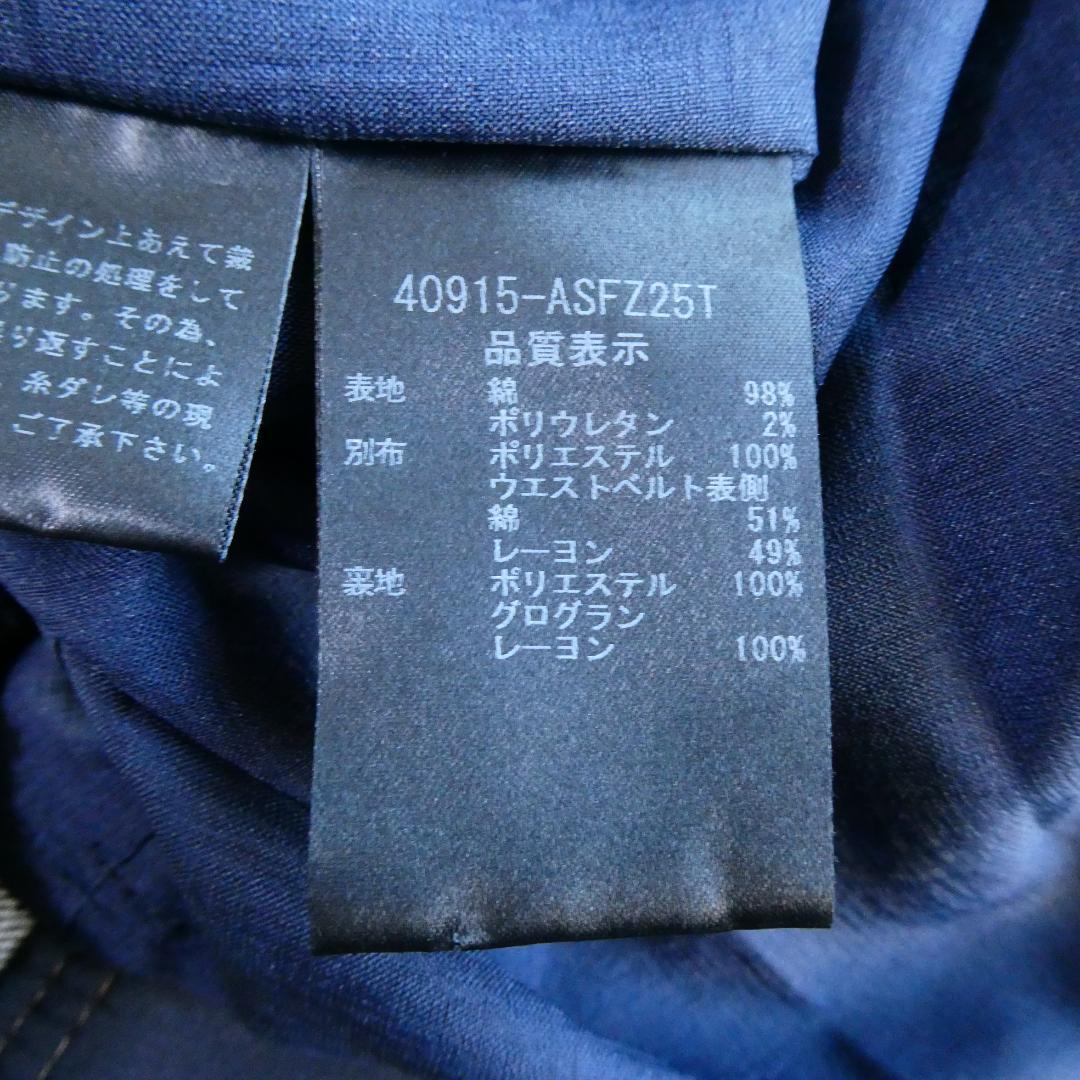 デザイン上あえて裁
防止の処理をして
ります。その為、
り返すことによ
、糸ダレ等の現
ご了承下さい。
40915-ASFZ25T
品質表示
表地 綿 98%
ポリウレタン 2%
別布 ポリエステル 100%
ウエストベルト表側
綿 51%
レーヨン 49%
裏地 ポリエステル 100%
グログラン
レーヨン 100%